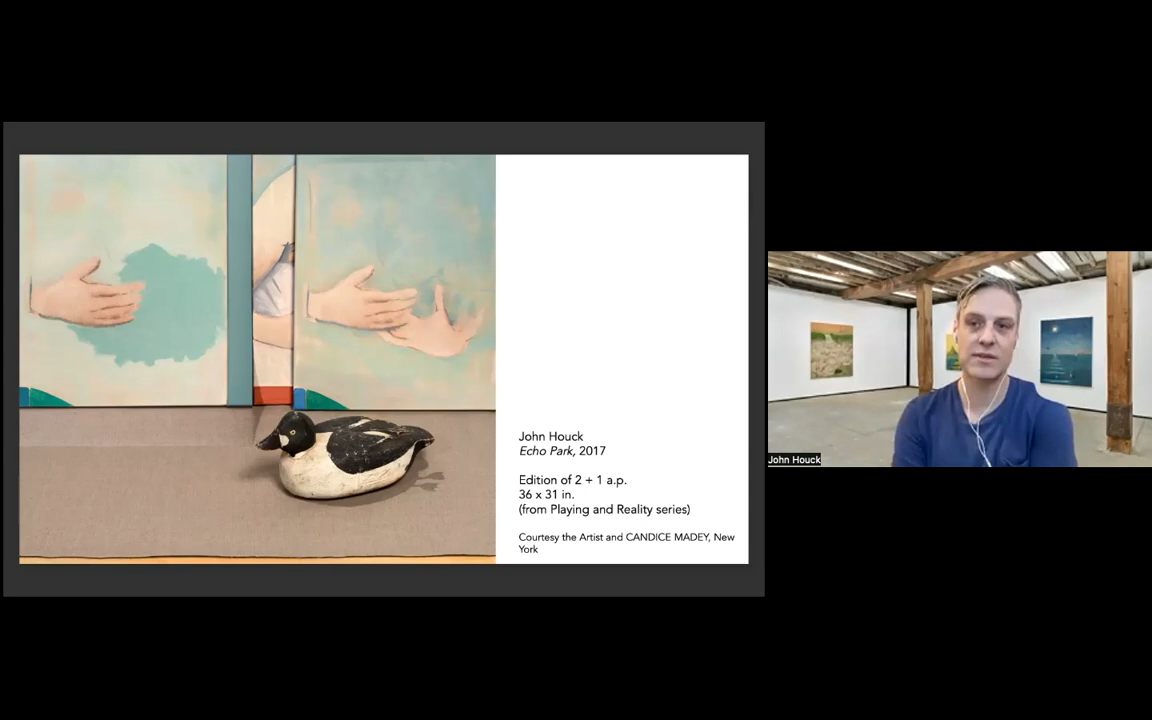 John Houck
Echo Park, 2017
Edition of 2 + 1 a.p.
36 x 31 in.
(from Playing and Reality series)
Courtesy the Artist and CANDICE MADEY, New
York
John Houck